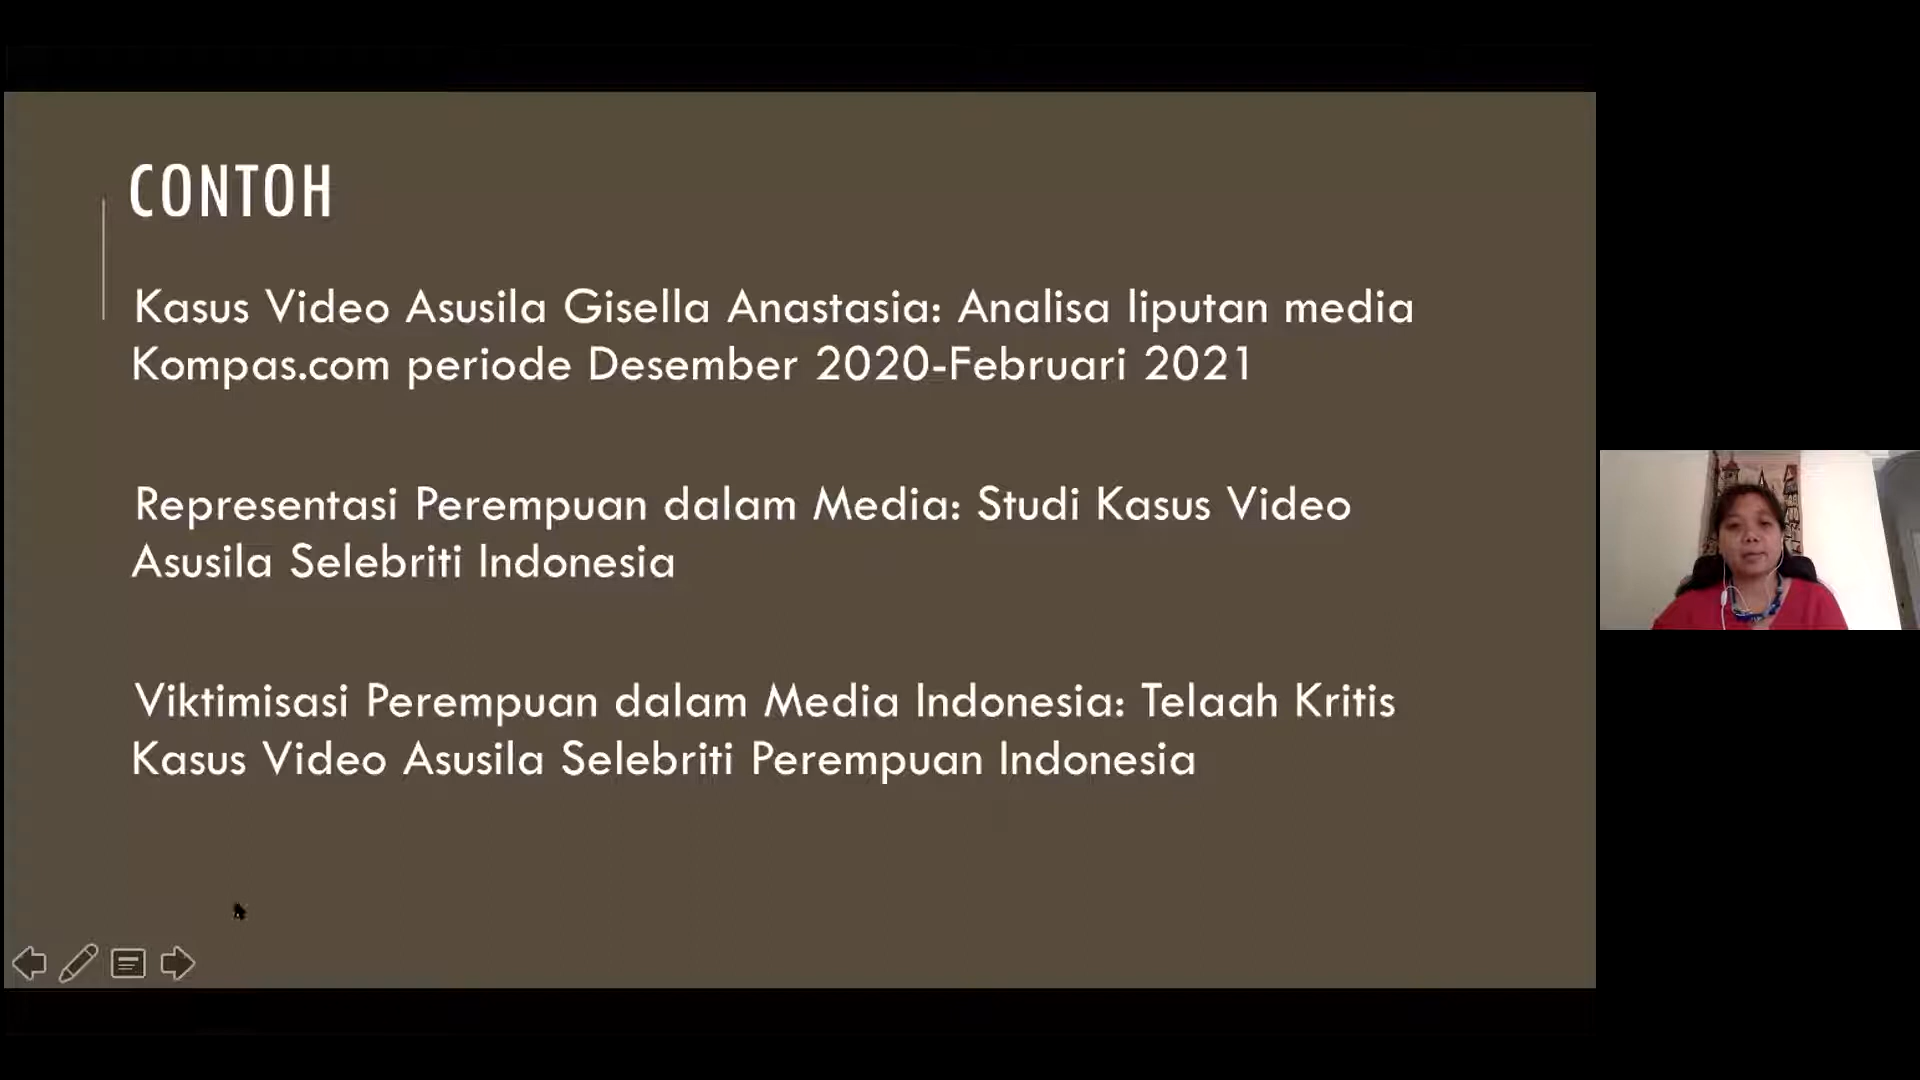 CONTOH
Kasus Video Asusila Gisella Anastasia: Analisa liputan media
Kompas.com periode Desember 2020-Februari 2021
Representasi Perempuan dalam Media: Studi Kasus Video
Asusila Selebriti Indonesia
Viktimisasi Perempuan dalam Media Indonesia: Telaah Kritis
Kasus Video Asusila Selebriti Perempuan Indonesia